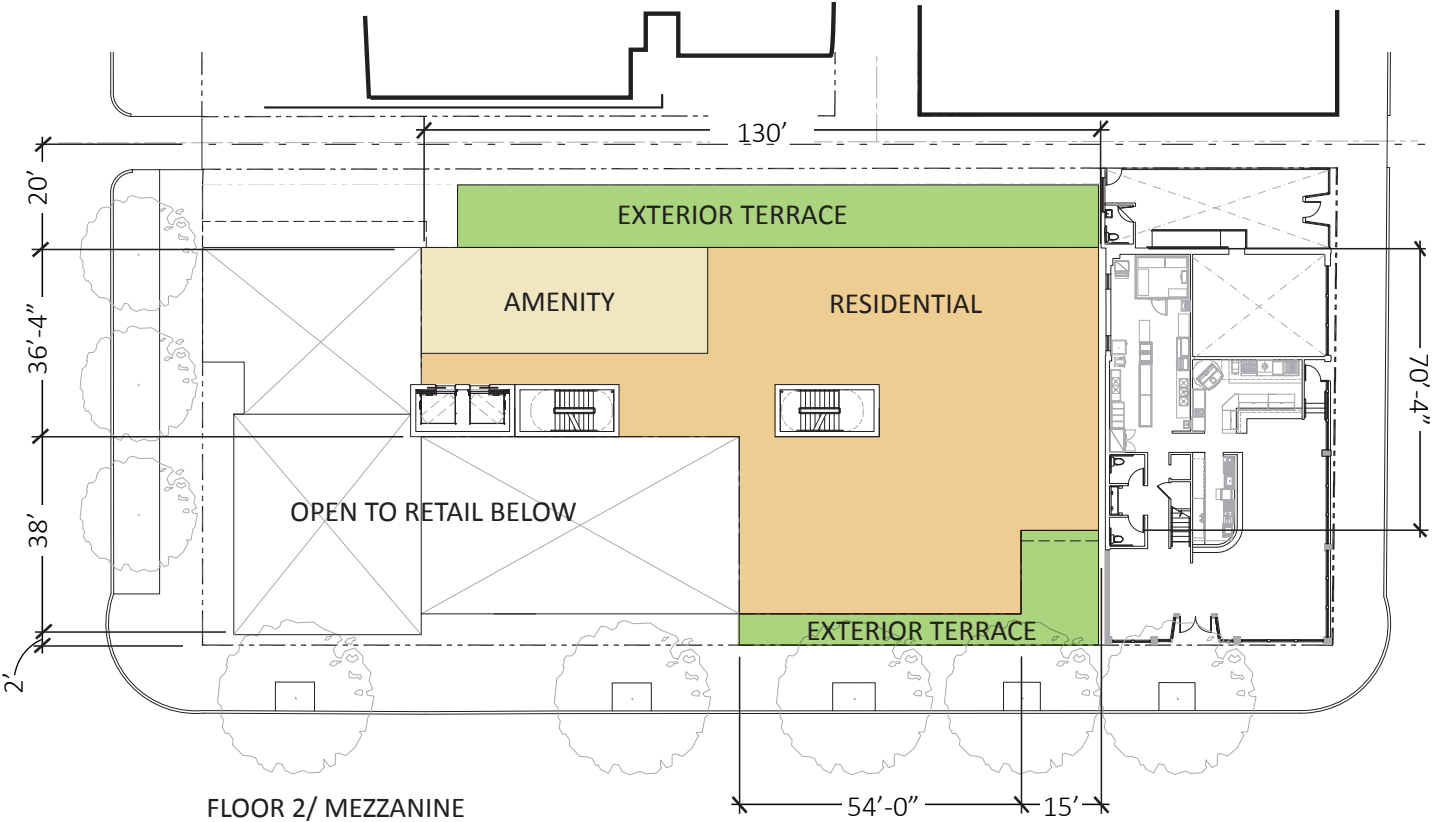 130’
20’
EXTERIOR TERRACE
AMENITY
RESIDENTIAL
36’-4”
70’-4”
OPEN TO RETAIL BELOW
38’
EXTERIOR TERRACE
2’
FLOOR 2/ MEZZANINE
54’-0”
15’